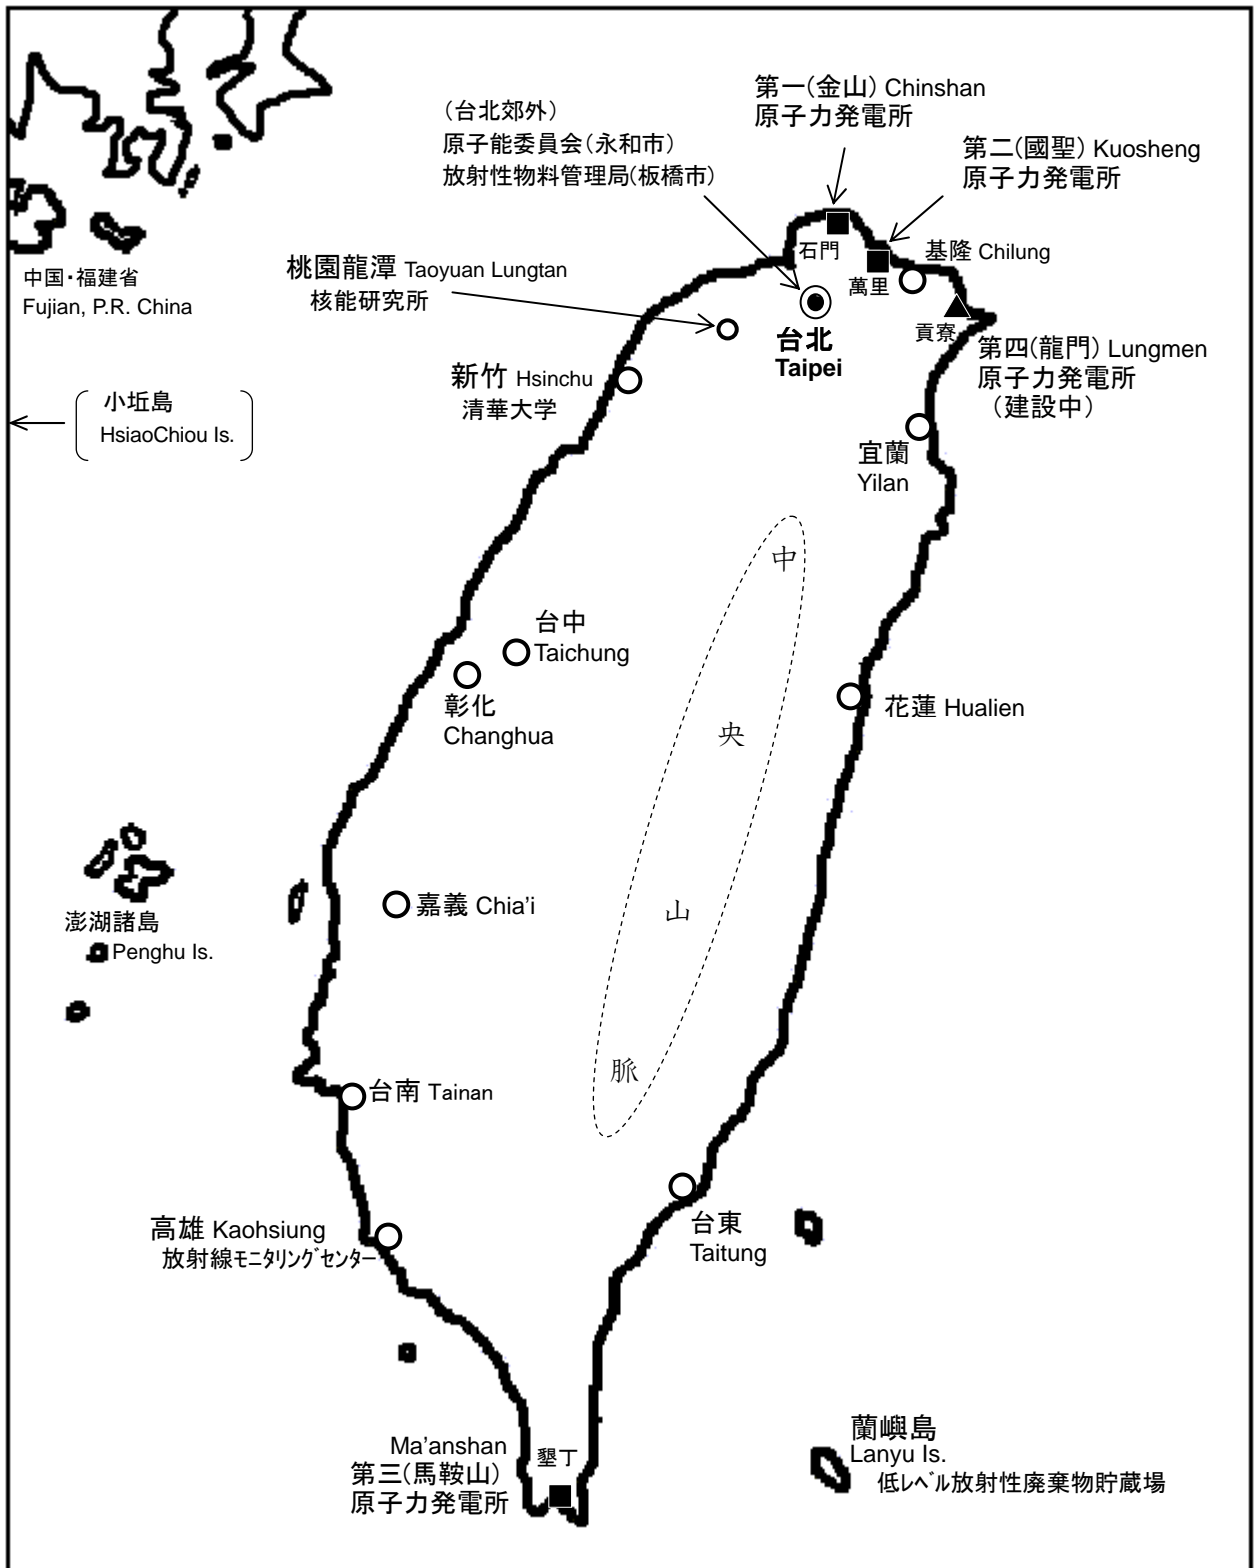 第一(金山) Chinshan
原子力発電所
(台北郊外)
原子能委員会(永和市)
放射性物料管理局(板橋市)
第二(國聖) Kuosheng
原子力発電所
石門
基隆 Chilung
萬里
中国・福建省
Fujian, P.R. China
桃園龍潭 Taoyuan Lungtan
核能研究所
台北
Taipei
貢寮
第四(龍門) Lungmen
原子力発電所
(建設中)
新竹 Hsinchu
清華大学
小坵島
HsiaoChiou Is.
宜蘭
Yilan
中
央
山
脈
台中
Taichung
彰化
Changhua
花蓮 Hualien
嘉義 Chia'i
澎湖諸島
Penghu Is.
台南 Tainan
高雄 Kaohsiung
放射線ﾓﾆﾀﾘﾝｸﾞｾﾝﾀｰ
台東
Taitung
Ma'anshan
第三(馬鞍山)
原子力発電所
墾丁
蘭嶼島
Lanyu Is.
低ﾚﾍﾞﾙ放射性廃棄物貯蔵場